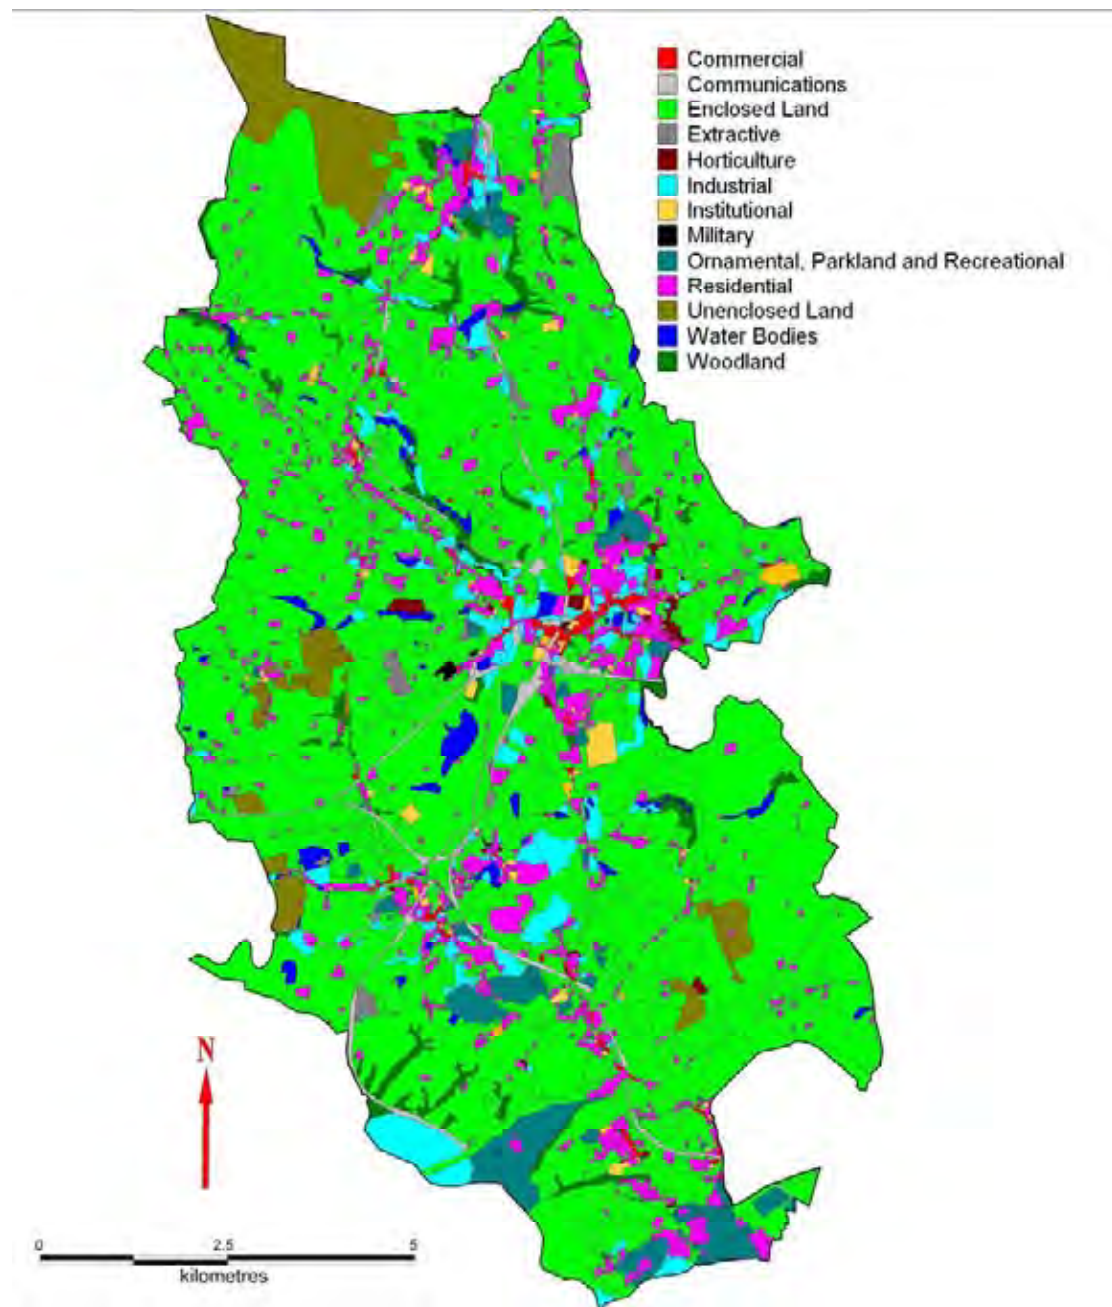 Commercial
Communications
Enclosed Land
Extractive
Horticulture
Industrial
Institutional
Military
Ornamental, Parkland and Recreational
Residential
Unenclosed Land
Water Bodies
Woodland
N
0 2.5 5
kilometres